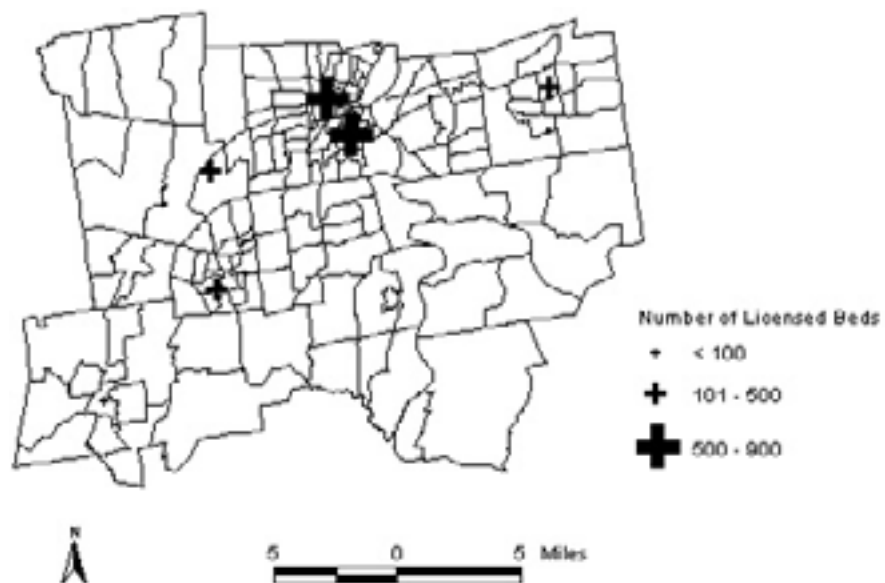 Number of Licensed Beds
< 100
101 - 500
500 - 900
N
5 0 5 Miles